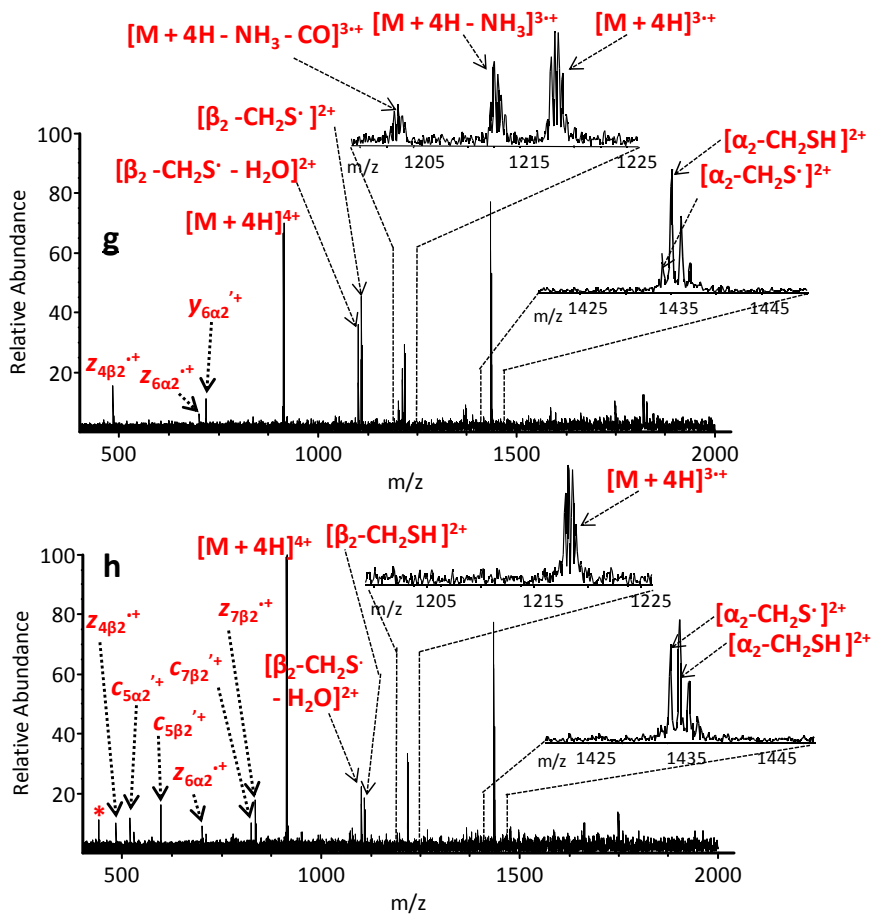 [M + 4H - NH₃ - CO]³˙⁺
[M + 4H - NH₃]³˙⁺
[M + 4H]³˙⁺
[β₂ -CH₂S˙ ]²⁺
[β₂ -CH₂S˙ - H₂O]²⁺
[M + 4H]⁴⁺
m/z 1205 1215 1225
[α₂-CH₂SH]²⁺
[α₂-CH₂S˙]²⁺
m/z 1425 1435 1445
g
y₆α₂'⁺
z₄β₂˙⁺
z₆α₂˙⁺
Relative Abundance
100
80
60
40
20
500 1000 1500 2000
m/z
[M + 4H]³˙⁺
h
[M + 4H]⁴⁺
[β₂-CH₂SH]²⁺
m/z 1205 1215 1225
z₄β₂˙⁺
c₅α₂'⁺
c₇β₂'⁺
z₇β₂˙⁺
c₅β₂'⁺
z₆α₂˙⁺
[β₂-CH₂S˙
- H₂O]²⁺
[α₂-CH₂S˙]²⁺
[α₂-CH₂SH]²⁺
m/z 1425 1435 1445
*
Relative Abundance
100
80
60
40
20
500 1000 1500 2000
m/z